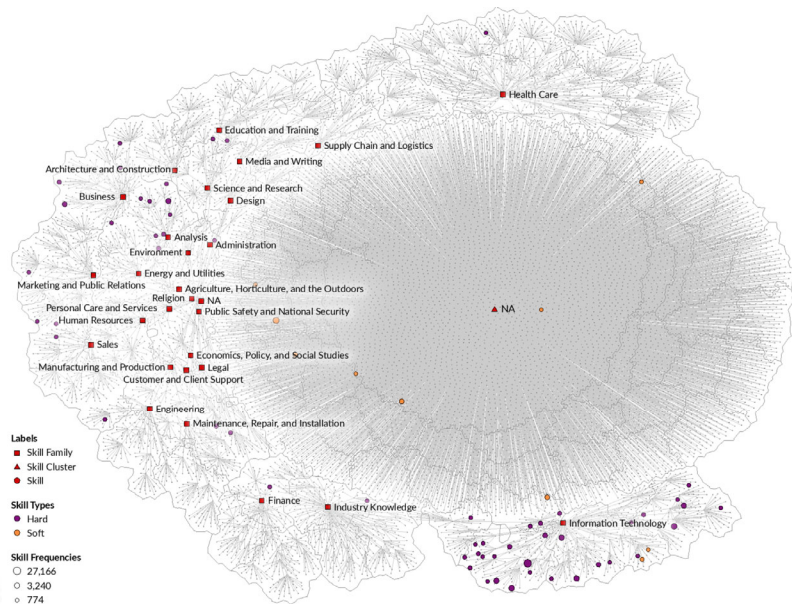 Health Care
Education and Training
Supply Chain and Logistics
Media and Writing
Architecture and Construction
Science and Research
Business
Design
Analysis
Administration
Environment
Energy and Utilities
Marketing and Public Relations
Agriculture, Horticulture, and the Outdoors
Religion
NA
Personal Care and Services
Public Safety and National Security
NA
Human Resources
Sales
Economics, Policy, and Social Studies
Manufacturing and Production
Legal
Customer and Client Support
Engineering
Maintenance, Repair, and Installation
Labels
Skill Family
Skill Cluster
Skill
Finance
Industry Knowledge
Information Technology
Skill Types
Hard
Soft
Skill Frequencies
27,166
3,240
774